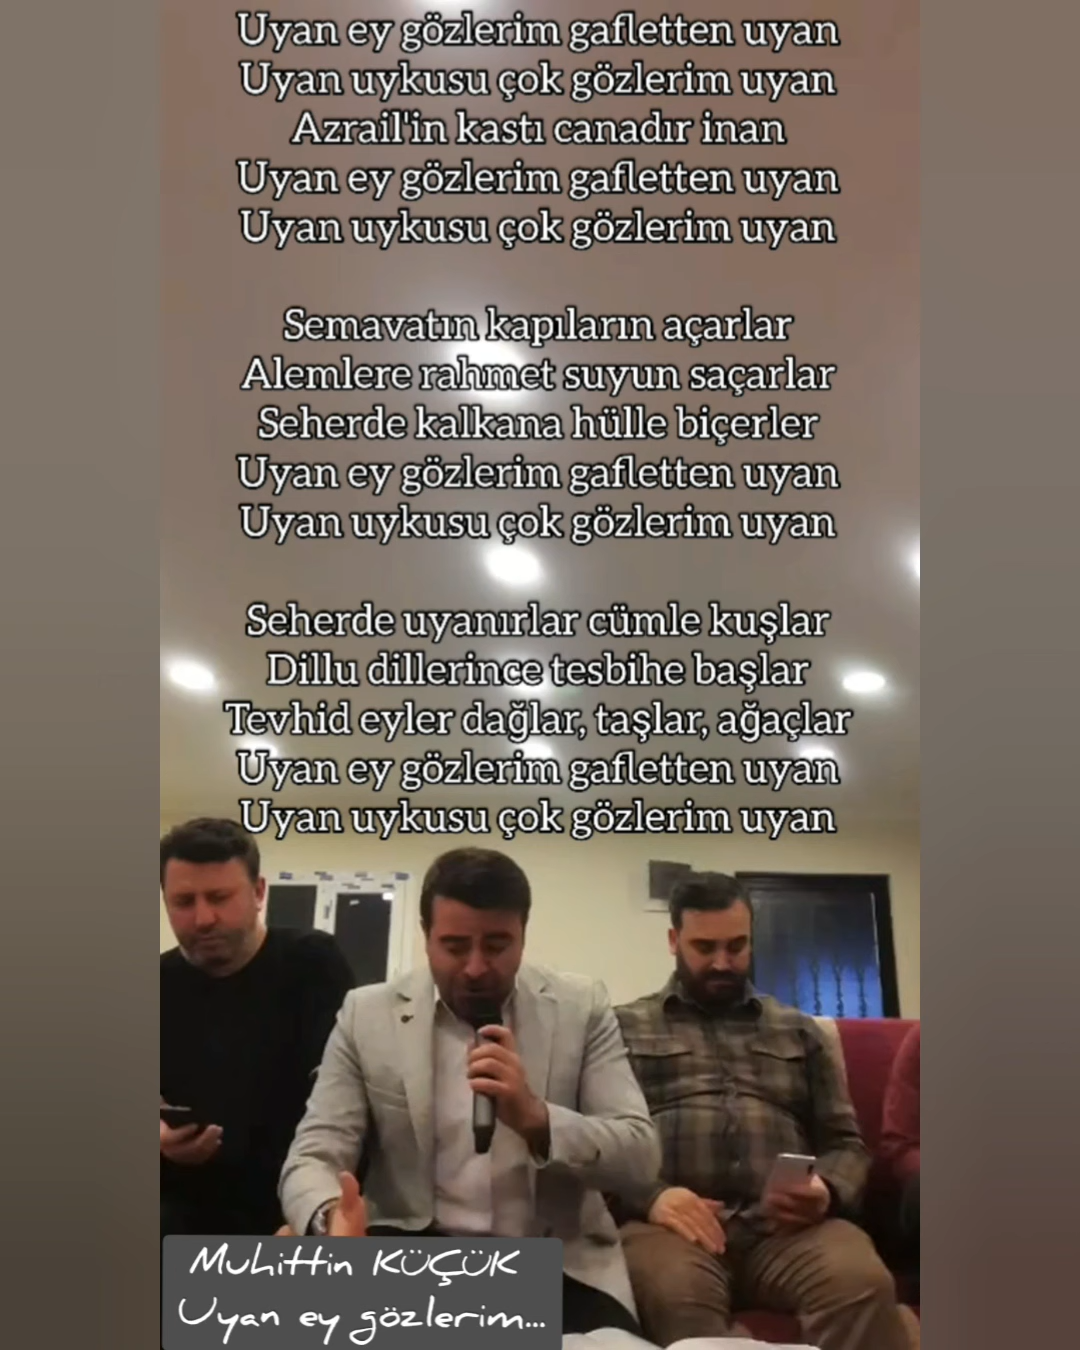 Uyan ey gözlerim gafletten uyan
Uyan uykusu çok gözlerim uyan
Azrail'in kastı canadır inan
Uyan ey gözlerim gafletten uyan
Uyan uykusu çok gözlerim uyan
Semavatın kapıların açarlar
Alemlere rahmet suyun saçarlar
Seherde kalkana hülle biçerler
Uyan ey gözlerim gafletten uyan
Uyan uykusu çok gözlerim uyan
Seherde uyanırlar cümle kuşlar
Dillu dillerince tesbihe başlar
Tevhid eyler dağlar, taşlar, ağaçlar
Uyan ey gözlerim gafletten uyan
Uyan uykusu çok gözlerim uyan
Muhittin KÜÇÜK
Uyan ey gözlerim...